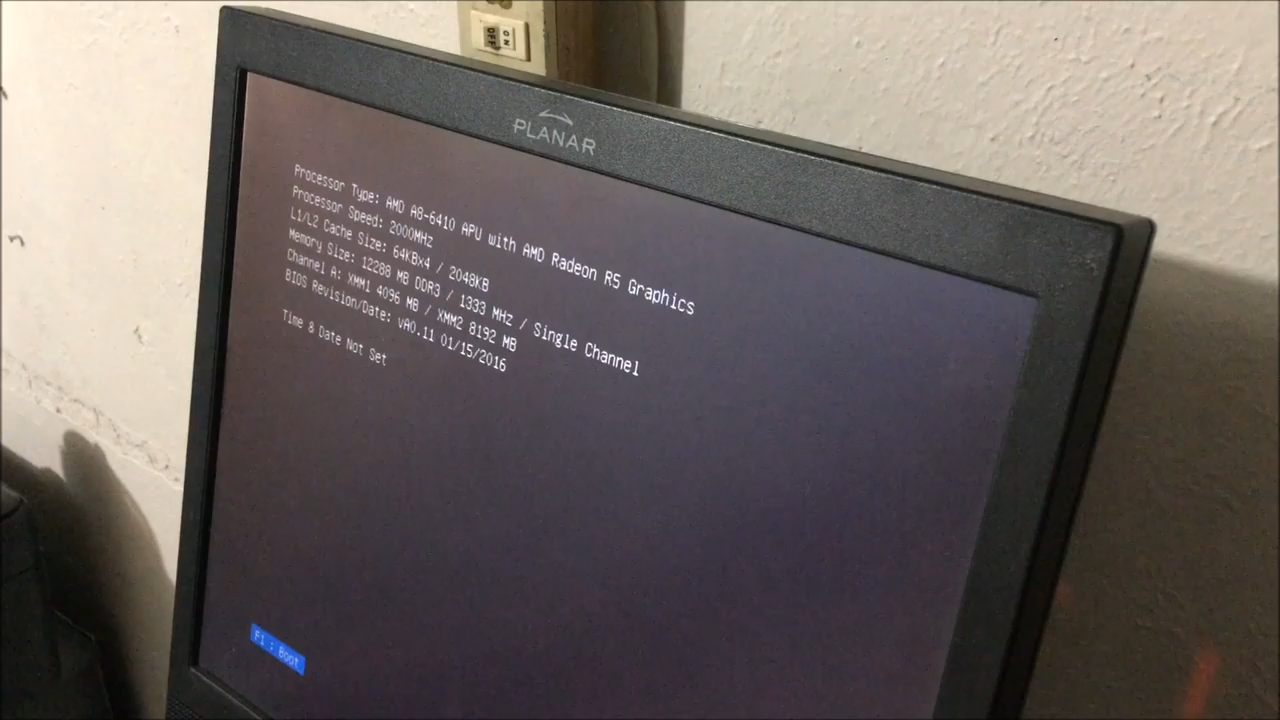 OFF ON
PLANAR
Processor Type: AMD A8-6410 APU with AMD Radeon R5 Graphics
Processor Speed: 2000MHz
L1/L2 Cache Size: 64KBx4 / 2048KB
Memory Size: 12288 MB DDR3 / 1333 MHz / Single Channel
Channel A: XMM1 4096 MB / XMM2 8192 MB
BIOS Revision/Date: vA0.11 01/15/2016
Time & Date Not Set
F1 : Boot